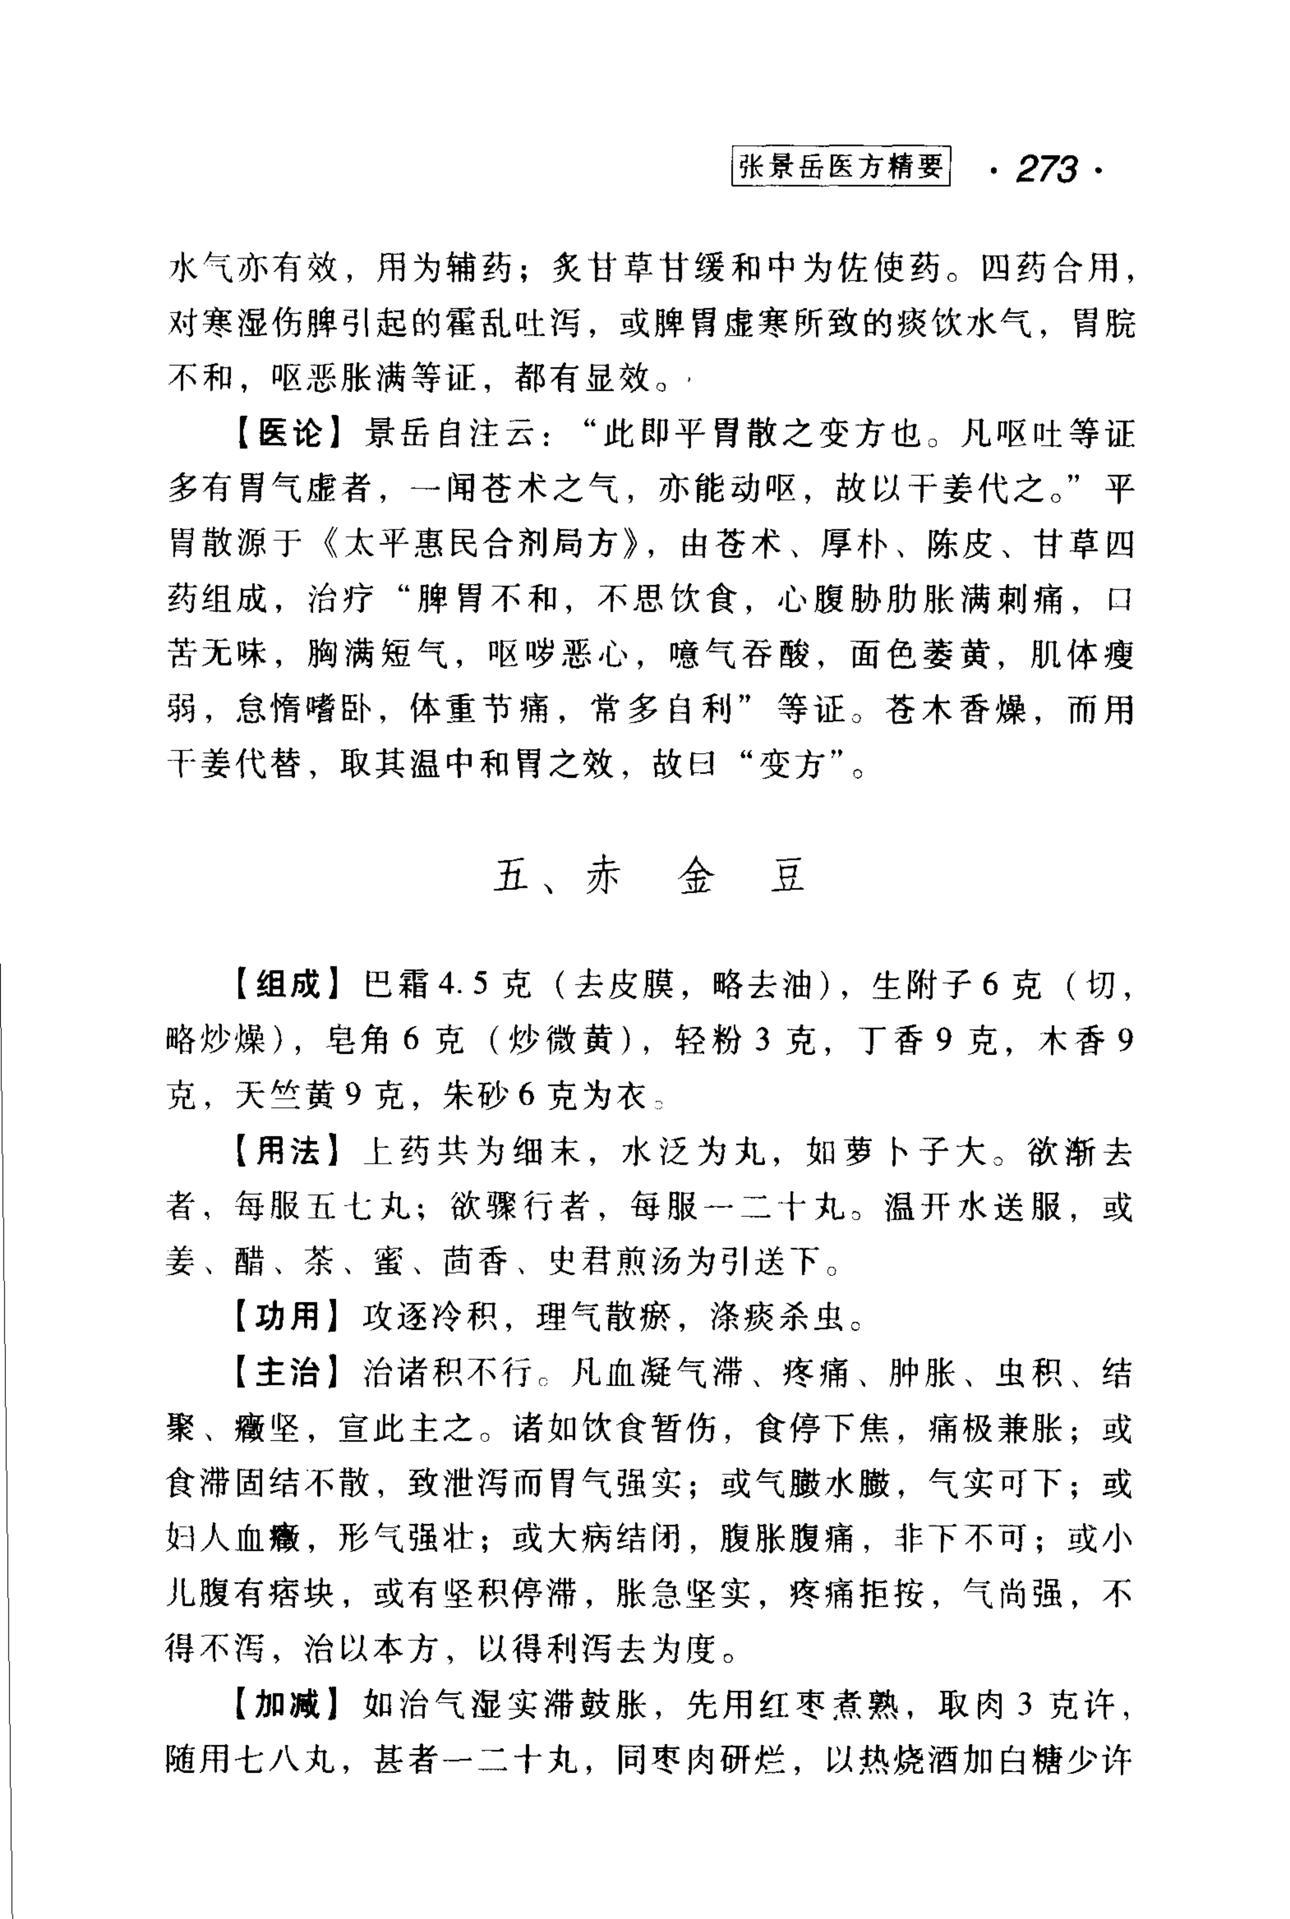 张景岳医方精要 · 273 ·
水气亦有效，用为辅药；炙甘草甘缓和中为佐使药。四药合用，
对寒湿伤脾引起的霍乱吐泻，或脾胃虚寒所致的痰饮水气，胃脘
不和，呕恶胀满等证，都有显效。
【医论】景岳自注云：“此即平胃散之变方也。凡呕吐等证
多有胃气虚者，一闻苍术之气，亦能动呕，故以干姜代之。”平
胃散源于《太平惠民合剂局方》，由苍术、厚朴、陈皮、甘草四
药组成，治疗“脾胃不和，不思饮食，心腹胁肋胀满刺痛，口
苦无味，胸满短气，呕哕恶心，噫气吞酸，面色萎黄，肌体瘦
弱，怠惰嗜卧，体重节痛，常多自利”等证。苍木香燥，而用
干姜代替，取其温中和胃之效，故曰“变方”。
五、赤金豆
【组成】巴霜4.5克（去皮膜，略去油），生附子6克（切，
略炒燥），皂角6克（炒微黄），轻粉3克，丁香9克，木香9
克，天竺黄9克，朱砂6克为衣。
【用法】上药共为细末，水泛为丸，如萝卜子大。欲渐去
者，每服五七丸；欲骤行者，每服一二十丸。温开水送服，或
姜、醋、茶、蜜、茴香、史君煎汤为引送下。
【功用】攻逐冷积，理气散瘀，涤痰杀虫。
【主治】治诸积不行。凡血凝气滞、疼痛、肿胀、虫积、结
聚、癥坚，宣此主之。诸如饮食暂伤，食停下焦，痛极兼胀；或
食滞固结不散，致泄泻而胃气强实；或气臌水臌，气实可下；或
妇人血癥，形气强壮；或大病结闭，腹胀腹痛，非下不可；或小
儿腹有痞块，或有坚积停滞，胀急坚实，疼痛拒按，气尚强，不
得不泻，治以本方，以得利泻去为度。
【加减】如治气湿实滞鼓胀，先用红枣煮熟，取肉3克许，
随用七八丸，甚者一二十丸，同枣肉研烂，以热烧酒加白糖少许